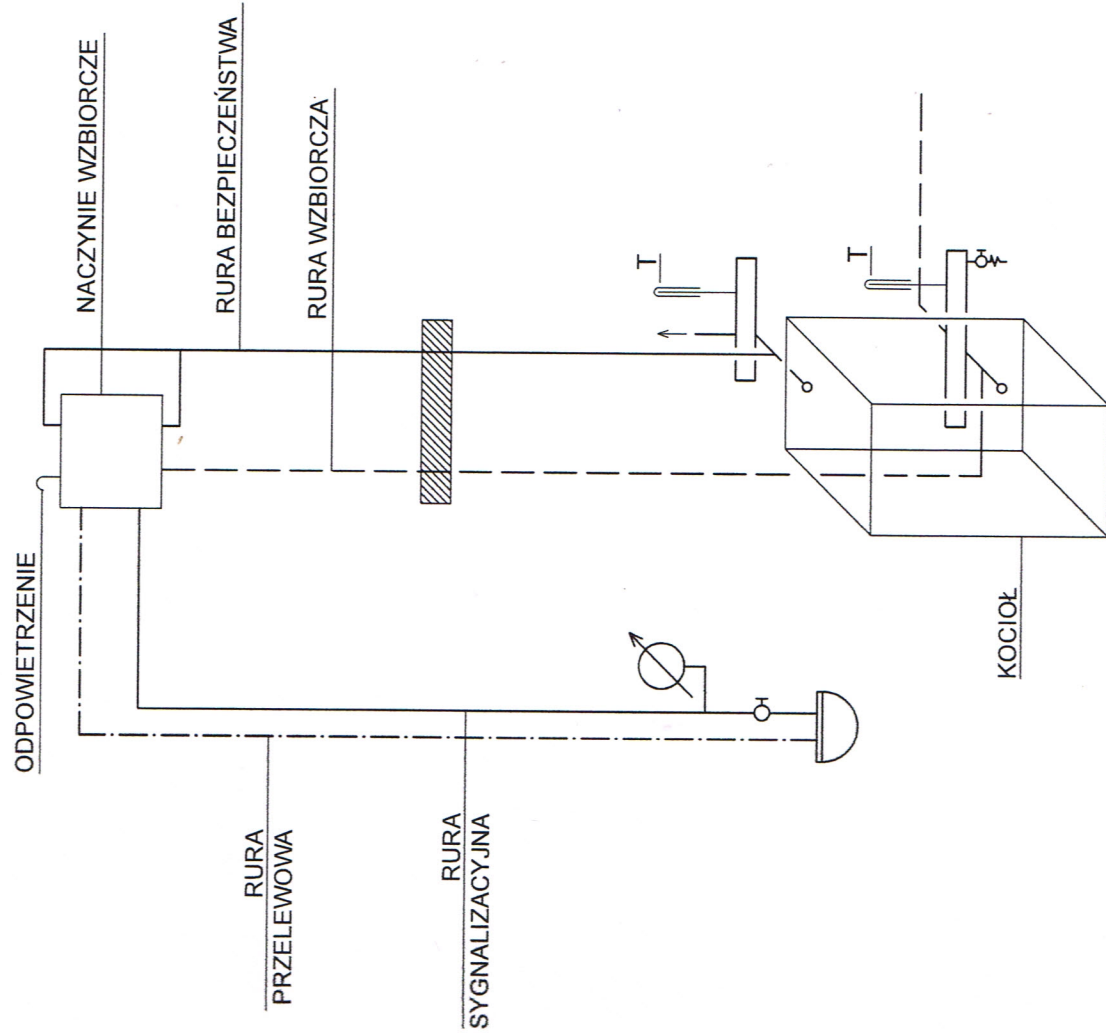 ODPOWIETRZENIE
NACZYNIE WZBIORCZE
RURA BEZPIECZEŃSTWA
RURA WZBIORCZA
RURA
PRZELEWOWA
RURA
SYGNALIZACYJNA
T
T
KOCIOŁ